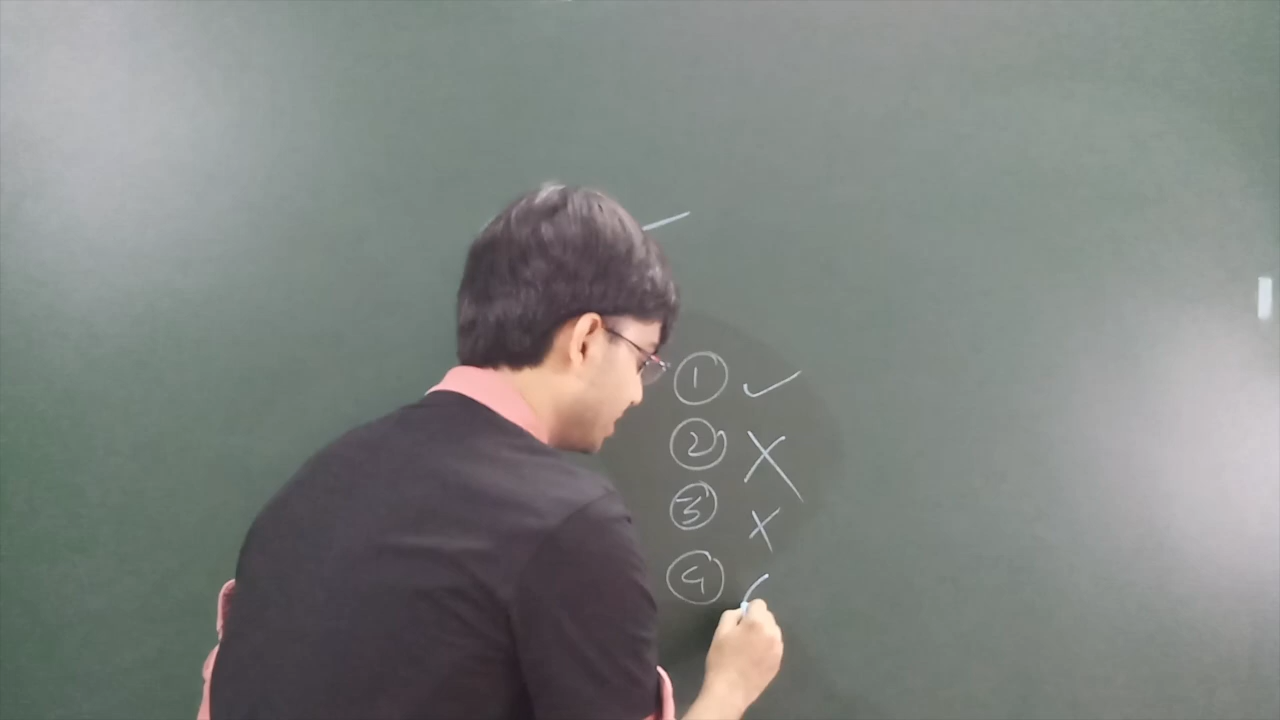 ① ✓
② X
③ X
④